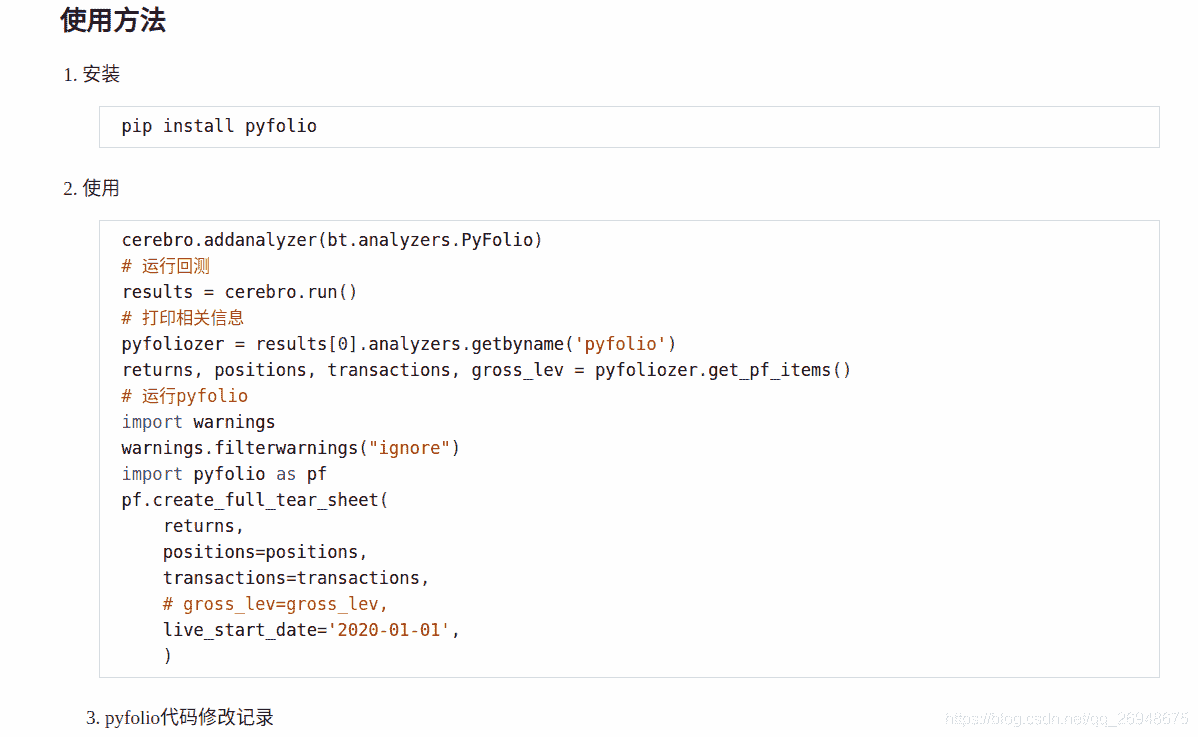 使用方法
1. 安装
pip install pyfolio
2. 使用
cerebro.addanalyzer(bt.analyzers.PyFolio)
# 运行回测
results = cerebro.run()
# 打印相关信息
pyfoliozer = results[0].analyzers.getbyname('pyfolio')
returns, positions, transactions, gross_lev = pyfoliozer.get_pf_items()
# 运行pyfolio
import warnings
warnings.filterwarnings("ignore")
import pyfolio as pf
pf.create_full_tear_sheet(
    returns,
    positions=positions,
    transactions=transactions,
    # gross_lev=gross_lev,
    live_start_date='2020-01-01',
    )
3. pyfolio代码修改记录
https://blog.csdn.net/qq_26948675